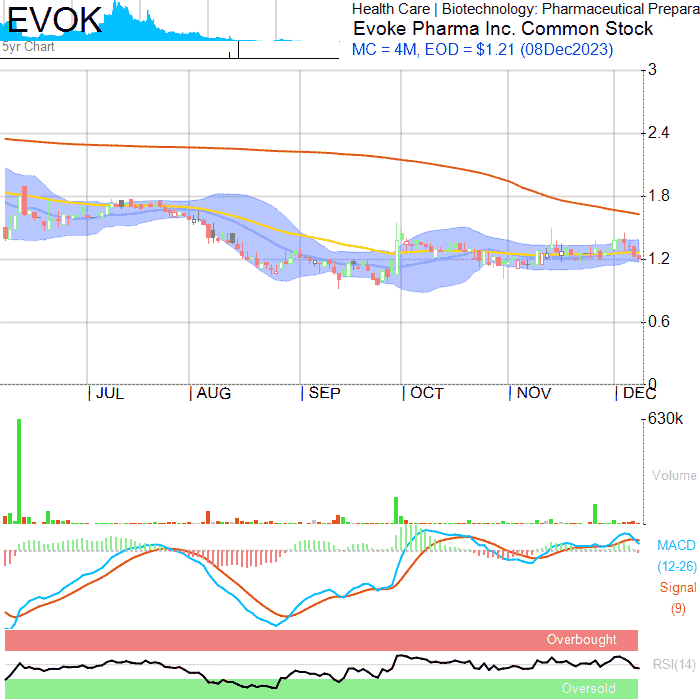 EVOK
Health Care | Biotechnology: Pharmaceutical Prepara
Evoke Pharma Inc. Common Stock
5yr Chart
MC = 4M, EOD = $1.21 (08Dec2023)
3
2.4
1.8
1.2
0.6
0
JUL AUG SEP OCT NOV DEC
630k
Volume
MACD
(12-26)
Signal
(9)
Overbought
RSI(14)
Oversold